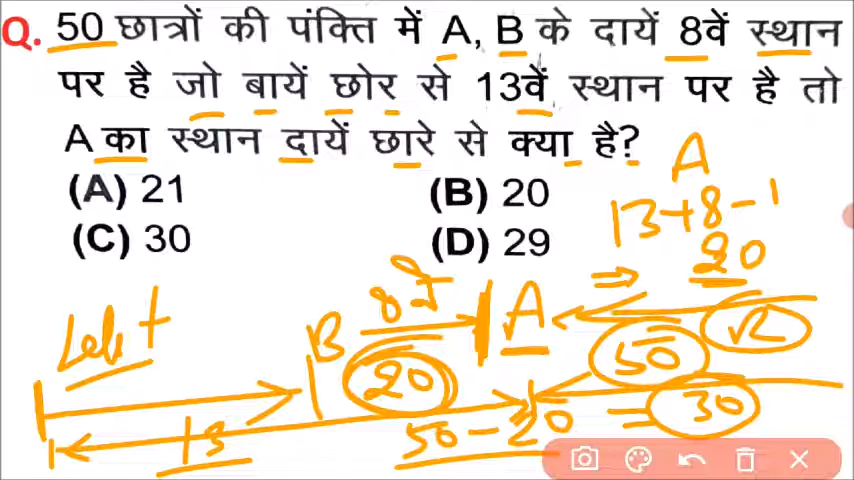 Q. 50 छात्रों की पंक्ति में A, B के दायें 8वें स्थान
पर है जो बायें छोर से 13वें स्थान पर है तो
A का स्थान दायें छारे से क्या है?
(A) 21 (B) 20
(C) 30 (D) 29
A
13+8-1
⇒ 20
Left
B
A
20
50
13
50-20
= 30